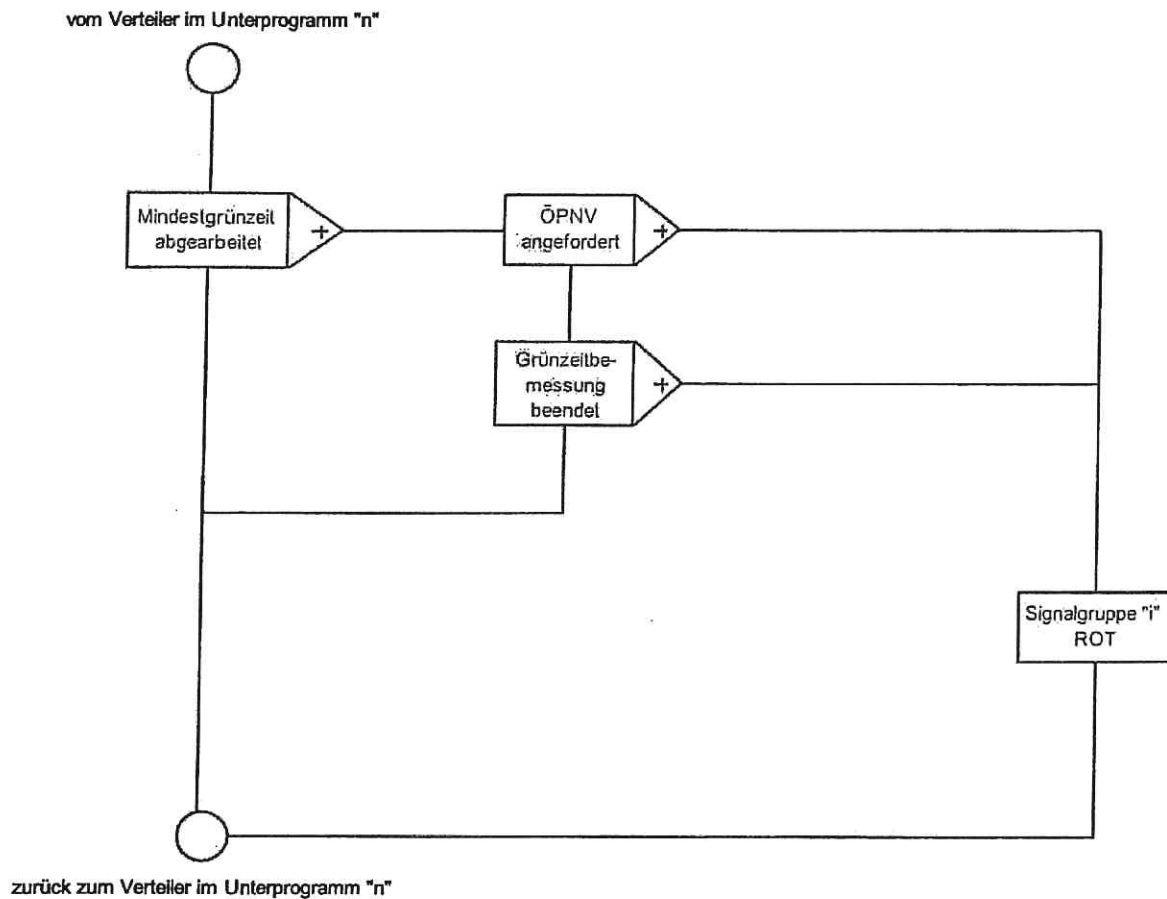 vom Verteiler im Unterprogramm "n"
Mindestgrünzeit
abgearbeitet
+
ÖPNV
angefordert
+
Grünzeitbe-
messung
beendet
+
Signalgruppe "i"
ROT
zurück zum Verteiler im Unterprogramm "n"